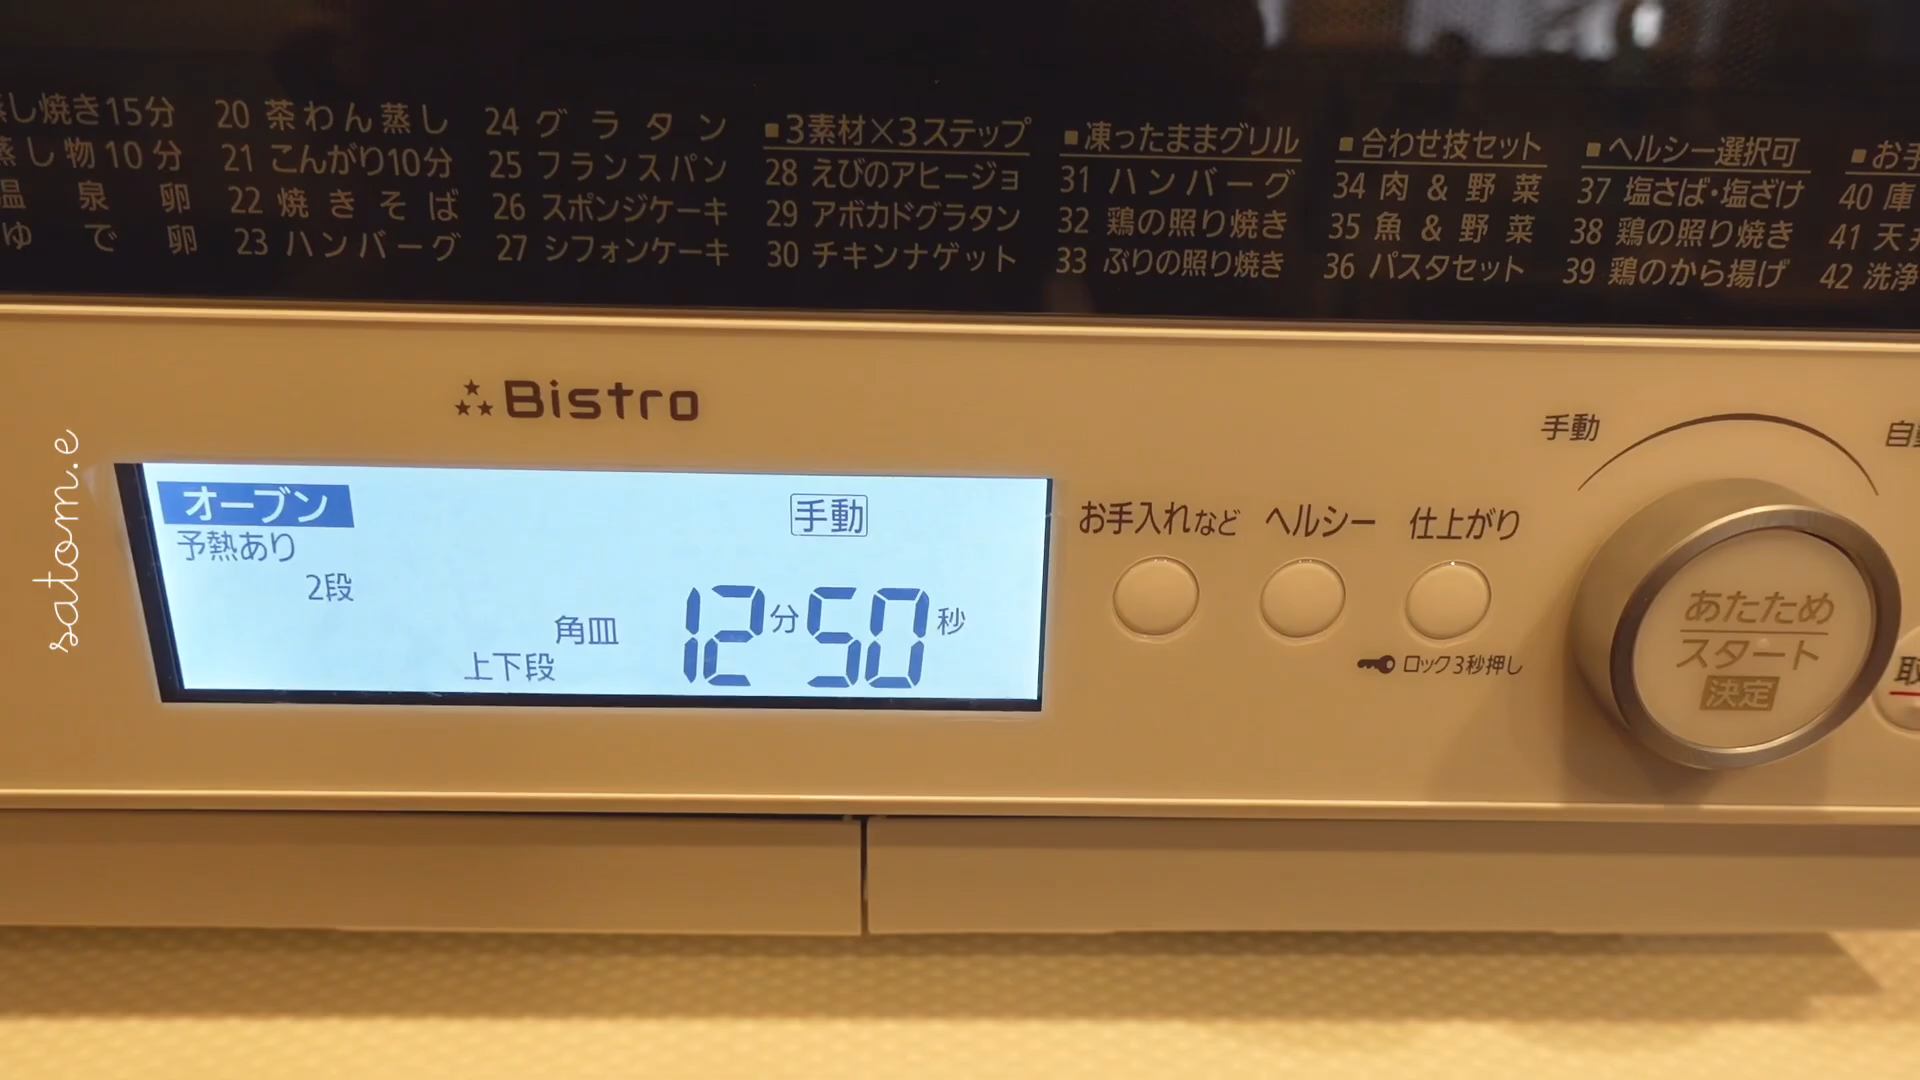 し焼き15分
蒸し物10分
温泉卵
ゆで卵
20 茶わん蒸し
21 こんがり10分
22 焼きそば
23 ハンバーグ
24 グラタン
25 フランスパン
26 スポンジケーキ
27 シフォンケーキ
■3素材×3ステップ
28 えびのアヒージョ
29 アボカドグラタン
30 チキンナゲット
■凍ったままグリル
31 ハンバーグ
32 鶏の照り焼き
33 ぶりの照り焼き
■合わせ技セット
34 肉&野菜
35 魚&野菜
36 パスタセット
■ヘルシー選択可
37 塩さば・塩ざけ
38 鶏の照り焼き
39 鶏のから揚げ
■お手
40 庫
41 天
42 洗浄
Bistro
satom.e
オーブン
手動
予熱あり
2段
角皿
上下段
12分50秒
お手入れなど
ヘルシー
仕上がり
ロック3秒押し
手動
自動
あたため
スタート
決定
取